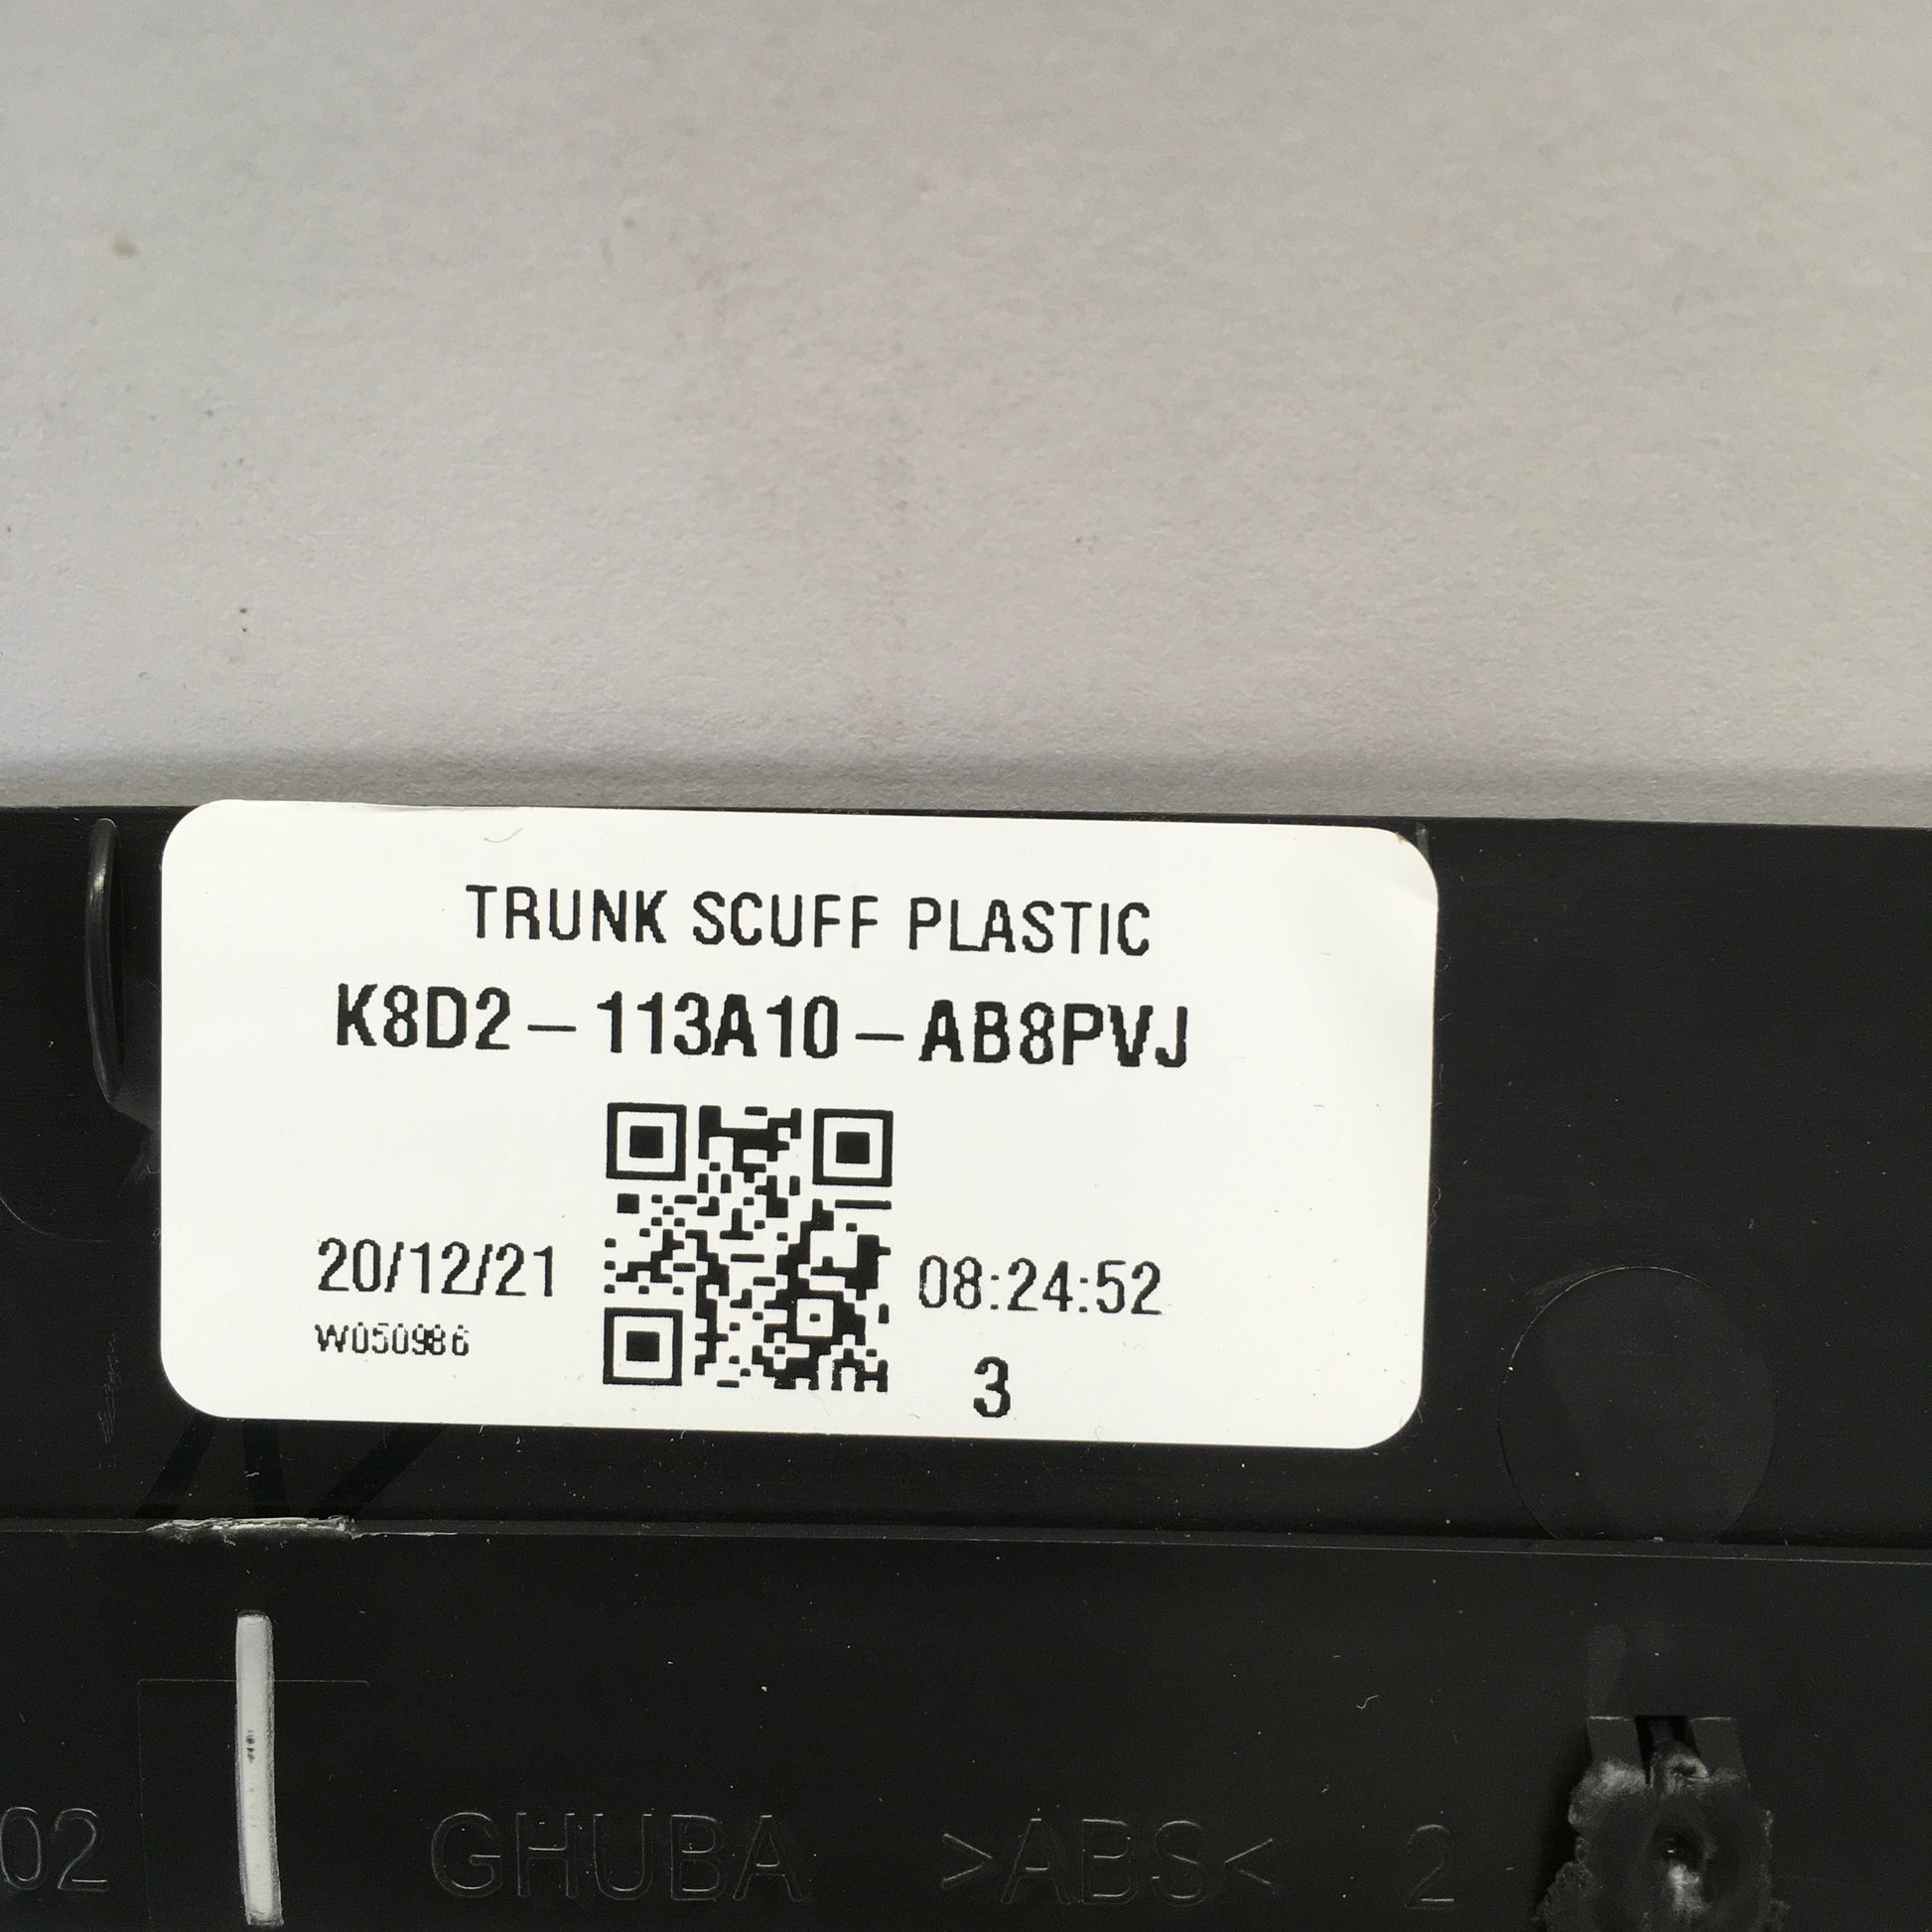 TRUNK SCUFF PLASTIC
K8D2-113A10-AB8PVJ
20/12/21 08:24:52
W050986
3
02 GHUBA >ABS< 2